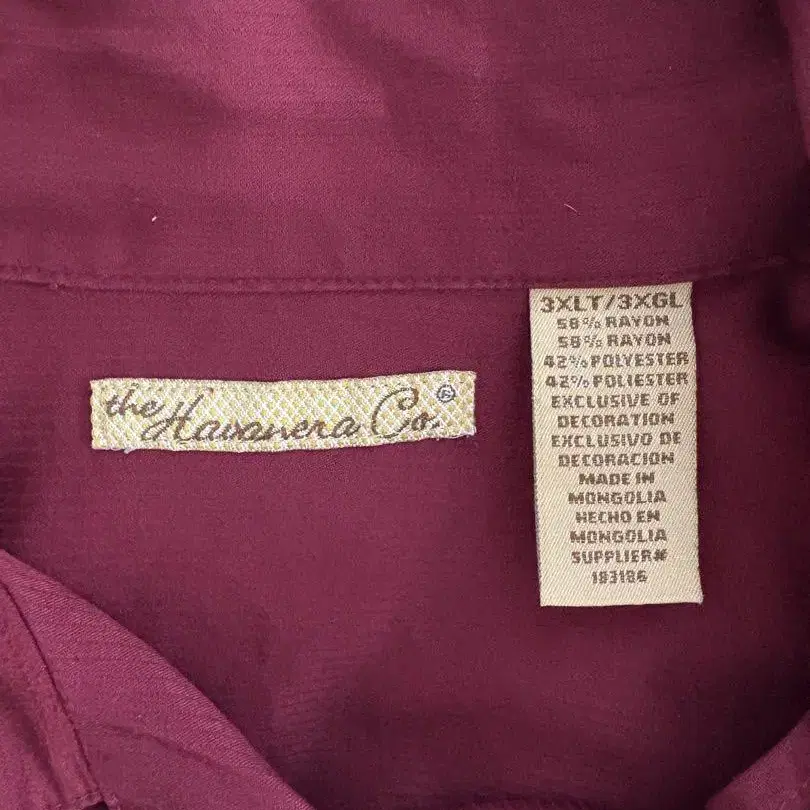 the Havanera Co.®
3XLT/3XGL
58% RAYON
58% RAYON
42% POLYESTER
42% POLIESTER
EXCLUSIVE OF
DECORATION
EXCLUSIVO DE
DECORACION
MADE IN
MONGOLIA
HECHO EN
MONGOLIA
SUPPLIER#
183186